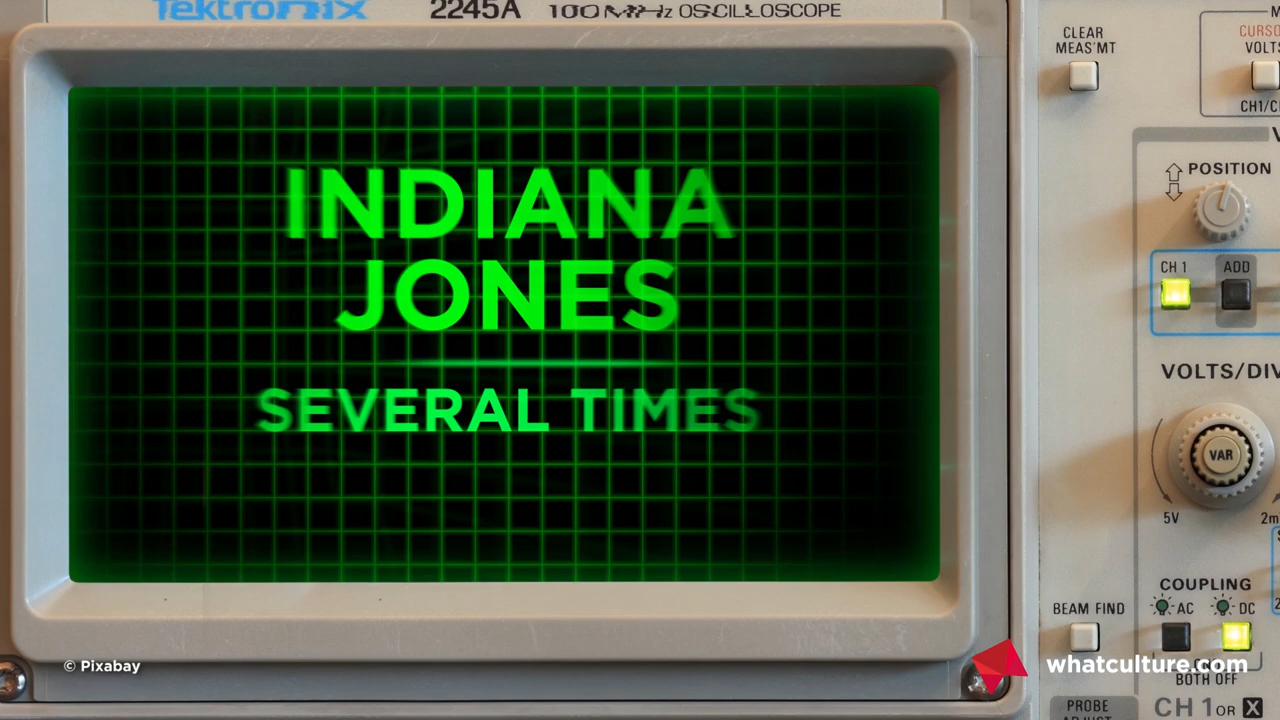 Tektronix 2245A 100 MHz OSCILLOSCOPE
INDIANA
JONES
SEVERAL TIMES
CLEAR
MEAS'MT
VOLTS
POSITION
CH 1 ADD
VOLTS/DIV
VAR
5V
COUPLING
BEAM FIND AC DC
BOTH OFF
PROBE
CH 1 OR X
© Pixabay
whatculture.com